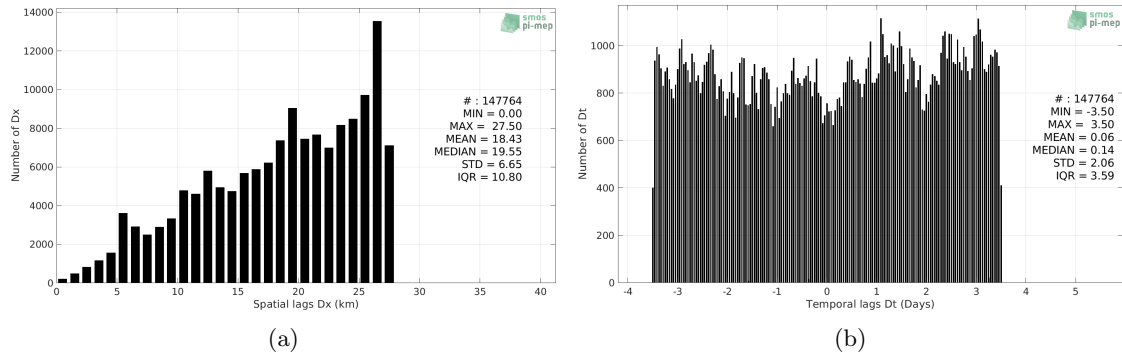 14000
12000
10000
8000
6000
4000
2000
0
Number of Dx
0
5
10
15
20
25
30
35
40
Spatial lags Dx (km)
smos
pi-mep
# : 147764
MIN = 0.00
MAX = 27.50
MEAN = 18.43
MEDIAN = 19.55
STD = 6.65
IQR = 10.80
(a)
1000
800
600
400
200
0
Number of Dt
-4
-3
-2
-1
0
1
2
3
4
5
Temporal lags Dt (Days)
smos
pi-mep
# : 147764
MIN = -3.50
MAX = 3.50
MEAN = 0.06
MEDIAN = 0.14
STD = 2.06
IQR = 3.59
(b)